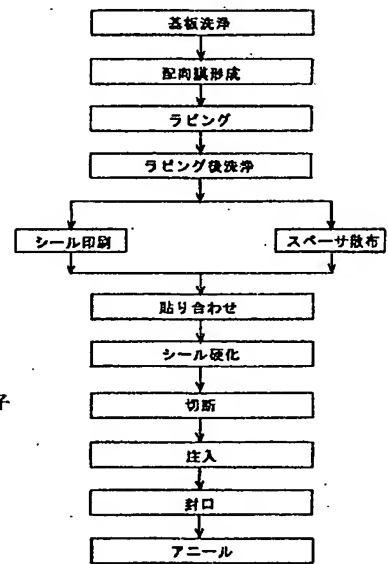 基板洗浄
配向膜形成
ラビング
ラビング後洗浄
シール印刷
スペーサ散布
貼り合わせ
シール硬化
子
切断
注入
封口
アニール